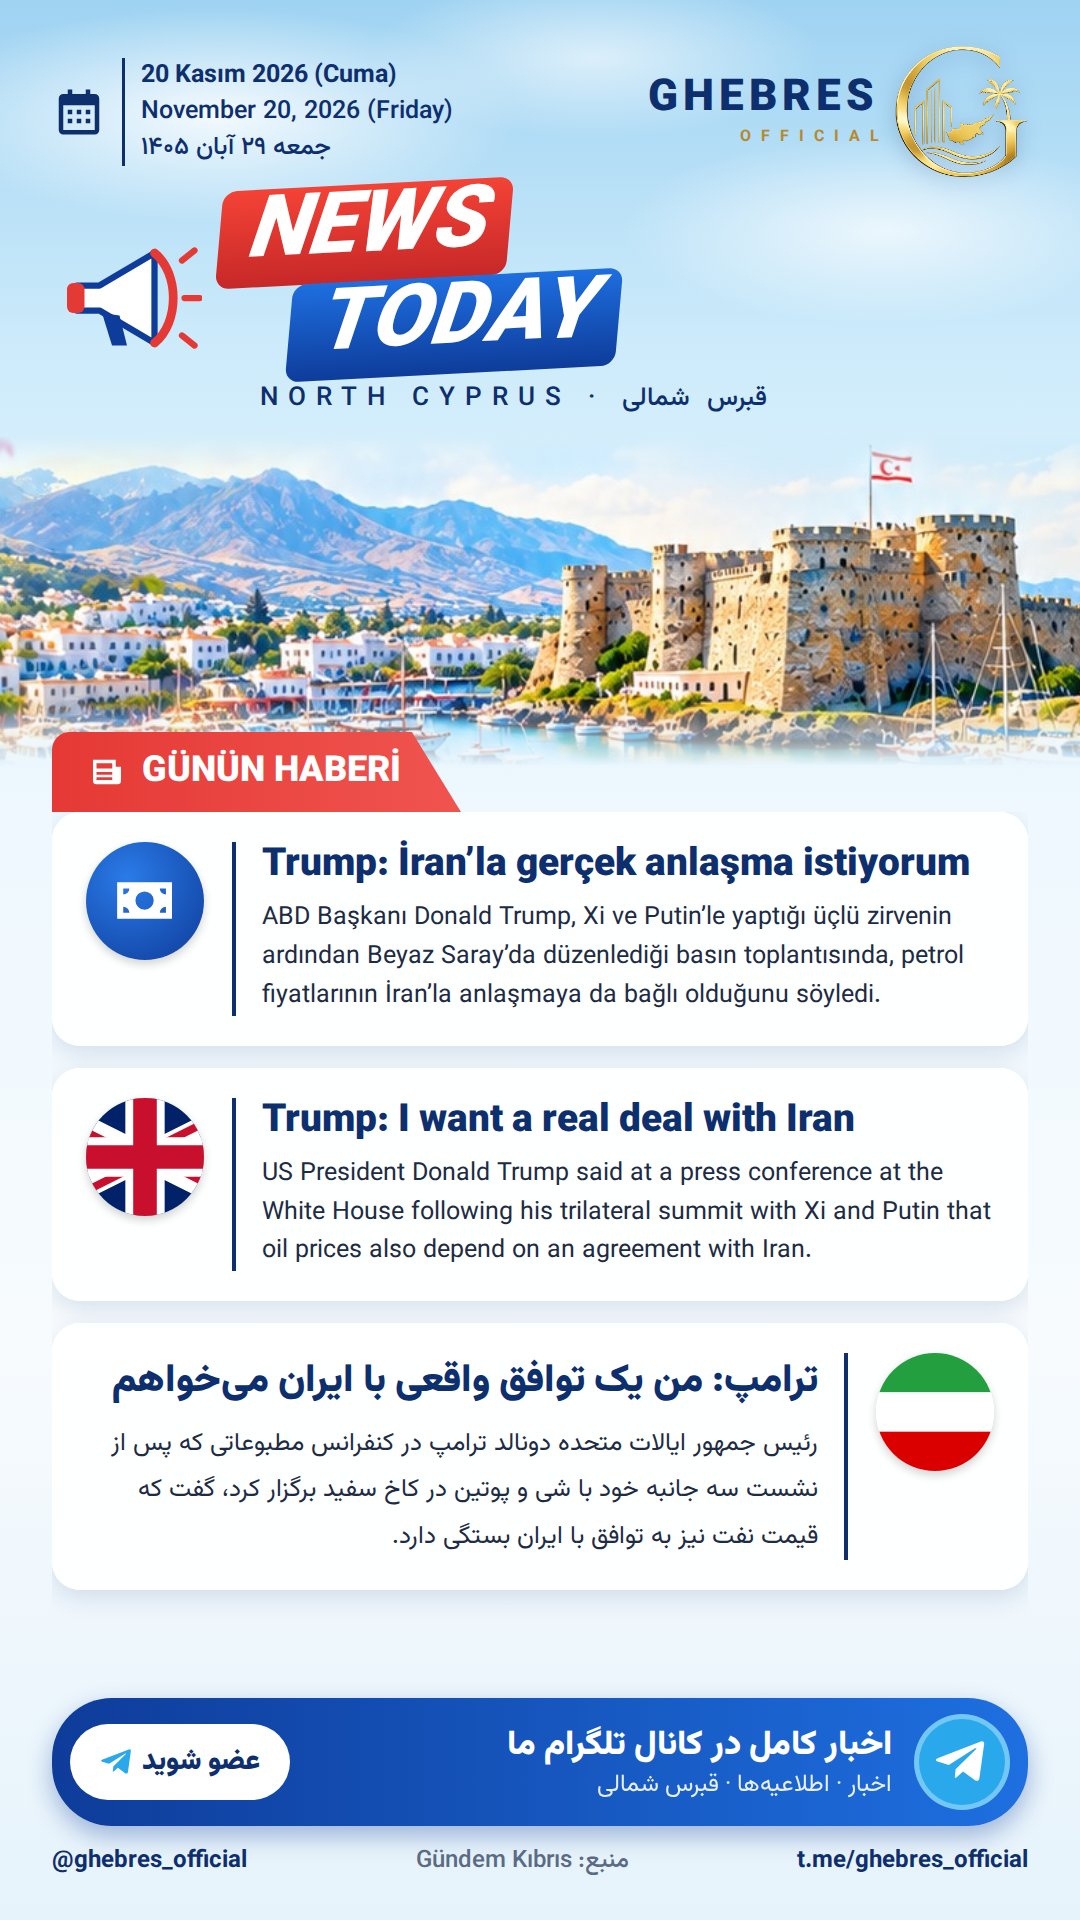 20 Kasım 2026 (Cuma)
November 20, 2026 (Friday)
جمعه ۲۹ آبان ۱۴۰۵
GHEBRES
OFFICIAL
NEWS
TODAY
NORTH CYPRUS · قبرس شمالی
GÜNÜN HABERİ
Trump: İran’la gerçek anlaşma istiyorum
ABD Başkanı Donald Trump, Xi ve Putin’le yaptığı üçlü zirvenin
ardından Beyaz Saray’da düzenlediği basın toplantısında, petrol
fiyatlarının İran’la anlaşmaya da bağlı olduğunu söyledi.
Trump: I want a real deal with Iran
US President Donald Trump said at a press conference at the
White House following his trilateral summit with Xi and Putin that
oil prices also depend on an agreement with Iran.
ترامپ: من یک توافق واقعی با ایران می‌خواهم
رئیس جمهور ایالات متحده دونالد ترامپ در کنفرانس مطبوعاتی که پس از
نشست سه جانبه خود با شی و پوتین در کاخ سفید برگزار کرد، گفت که
قیمت نفت نیز به توافق با ایران بستگی دارد.
اخبار کامل در کانال تلگرام ما
اخبار · اطلاعیه‌ها · قبرس شمالی
عضو شوید
@ghebres_official
منبع: Gündem Kıbrıs
t.me/ghebres_official